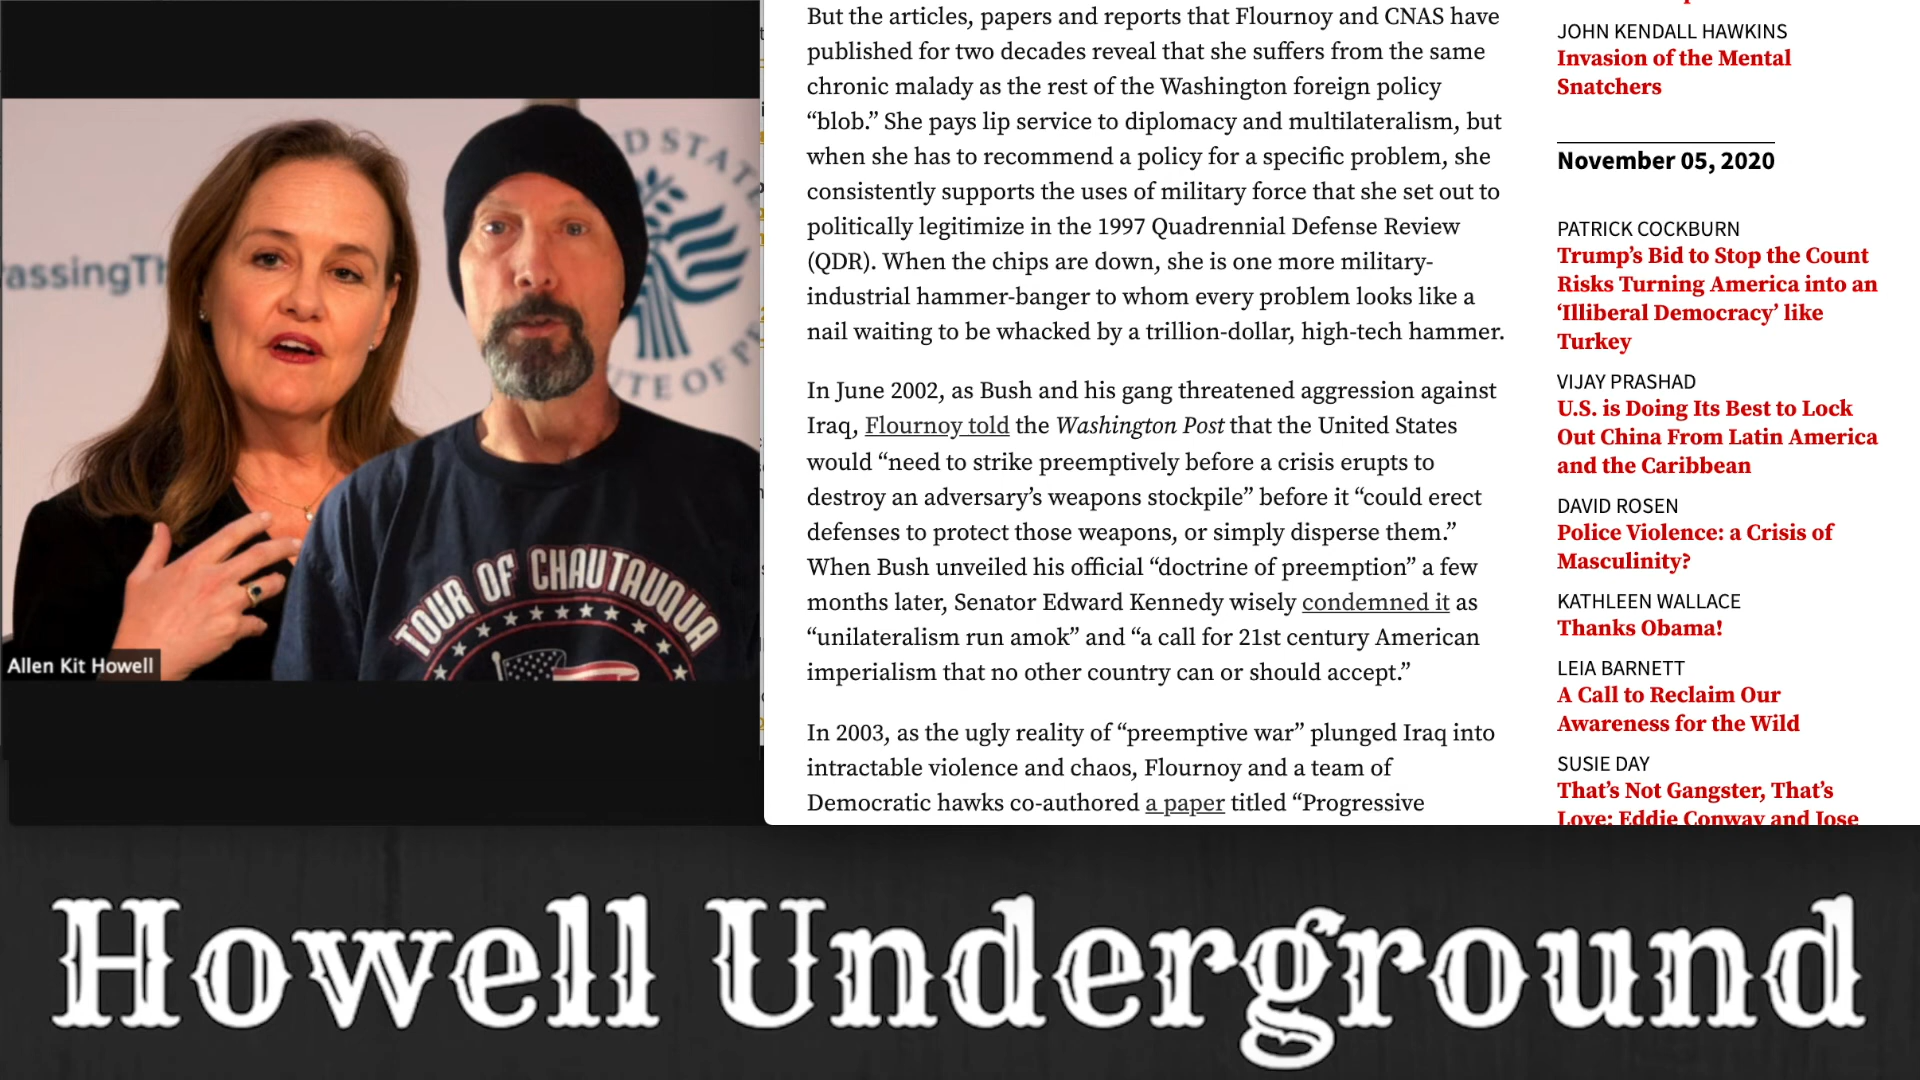 assingTh
D STAT
TE OF P
TOUR OF CHAUTAUQUA
Allen Kit Howell
But the articles, papers and reports that Flournoy and CNAS have
published for two decades reveal that she suffers from the same
chronic malady as the rest of the Washington foreign policy
“blob.” She pays lip service to diplomacy and multilateralism, but
when she has to recommend a policy for a specific problem, she
consistently supports the uses of military force that she set out to
politically legitimize in the 1997 Quadrennial Defense Review
(QDR). When the chips are down, she is one more military-
industrial hammer-banger to whom every problem looks like a
nail waiting to be whacked by a trillion-dollar, high-tech hammer.
In June 2002, as Bush and his gang threatened aggression against
Iraq, Flournoy told the Washington Post that the United States
would “need to strike preemptively before a crisis erupts to
destroy an adversary’s weapons stockpile” before it “could erect
defenses to protect those weapons, or simply disperse them.”
When Bush unveiled his official “doctrine of preemption” a few
months later, Senator Edward Kennedy wisely condemned it as
“unilateralism run amok” and “a call for 21st century American
imperialism that no other country can or should accept.”
In 2003, as the ugly reality of “preemptive war” plunged Iraq into
intractable violence and chaos, Flournoy and a team of
Democratic hawks co-authored a paper titled “Progressive
JOHN KENDALL HAWKINS
Invasion of the Mental
Snatchers
November 05, 2020
PATRICK COCKBURN
Trump’s Bid to Stop the Count
Risks Turning America into an
‘Illiberal Democracy’ like
Turkey
VIJAY PRASHAD
U.S. is Doing Its Best to Lock
Out China From Latin America
and the Caribbean
DAVID ROSEN
Police Violence: a Crisis of
Masculinity?
KATHLEEN WALLACE
Thanks Obama!
LEIA BARNETT
A Call to Reclaim Our
Awareness for the Wild
SUSIE DAY
That’s Not Gangster, That’s
Love: Eddie Conway and Jose
Howell Underground